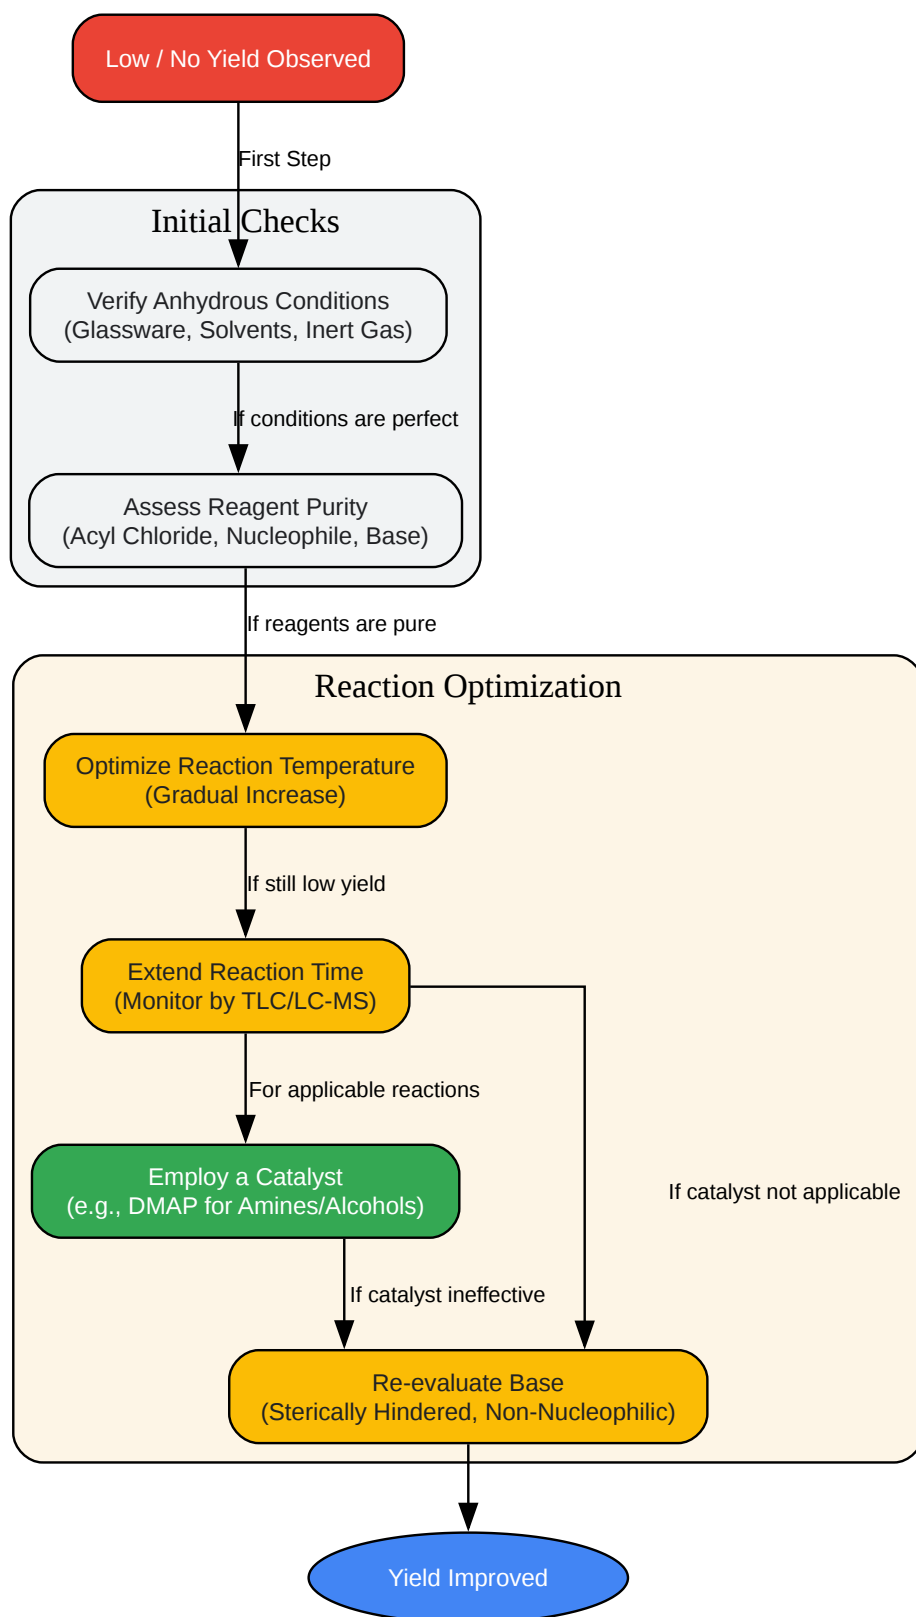 Low / No Yield Observed
First Step
Initial Checks
Verify Anhydrous Conditions
(Glassware, Solvents, Inert Gas)
If conditions are perfect
Assess Reagent Purity
(Acyl Chloride, Nucleophile, Base)
If reagents are pure
Reaction Optimization
Optimize Reaction Temperature
(Gradual Increase)
If still low yield
Extend Reaction Time
(Monitor by TLC/LC-MS)
For applicable reactions
Employ a Catalyst
(e.g., DMAP for Amines/Alcohols)
If catalyst not applicable
If catalyst ineffective
Re-evaluate Base
(Sterically Hindered, Non-Nucleophilic)
Yield Improved